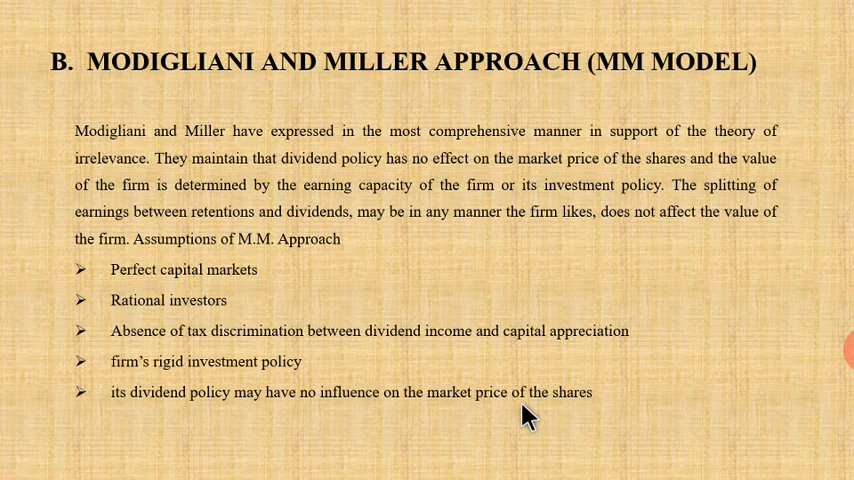 B. MODIGLIANI AND MILLER APPROACH (MM MODEL)
Modigliani and Miller have expressed in the most comprehensive manner in support of the theory of
irrelevance. They maintain that dividend policy has no effect on the market price of the shares and the value
of the firm is determined by the earning capacity of the firm or its investment policy. The splitting of
earnings between retentions and dividends, may be in any manner the firm likes, does not affect the value of
the firm. Assumptions of M.M. Approach
➢ Perfect capital markets
➢ Rational investors
➢ Absence of tax discrimination between dividend income and capital appreciation
➢ firm’s rigid investment policy
➢ its dividend policy may have no influence on the market price of the shares